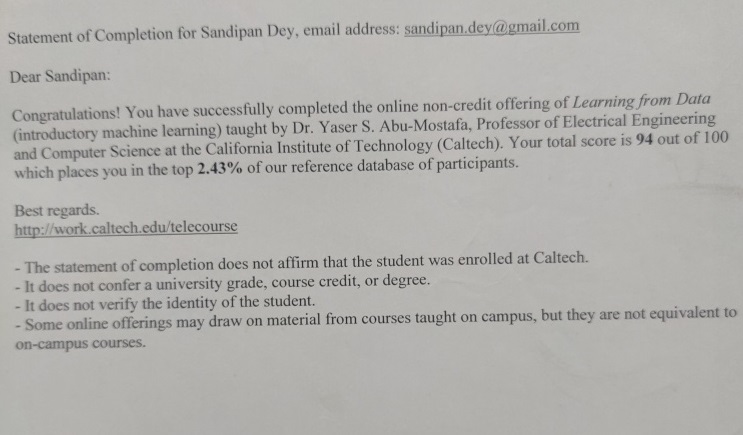 Statement of Completion for Sandipan Dey, email address: sandipan.dey@gmail.com
Dear Sandipan:
Congratulations! You have successfully completed the online non-credit offering of Learning from Data
(introductory machine learning) taught by Dr. Yaser S. Abu-Mostafa, Professor of Electrical Engineering
and Computer Science at the California Institute of Technology (Caltech). Your total score is 94 out of 100
which places you in the top 2.43% of our reference database of participants.
Best regards.
http://work.caltech.edu/telecourse
- The statement of completion does not affirm that the student was enrolled at Caltech.
- It does not confer a university grade, course credit, or degree.
- It does not verify the identity of the student.
- Some online offerings may draw on material from courses taught on campus, but they are not equivalent to
on-campus courses.